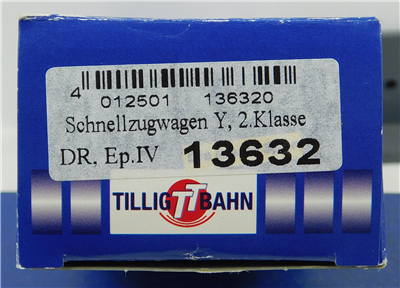 4 012501 136320
Schnellzugwagen Y, 2.Klasse
DR, Ep.IV 13632
TILLIG TT BAHN